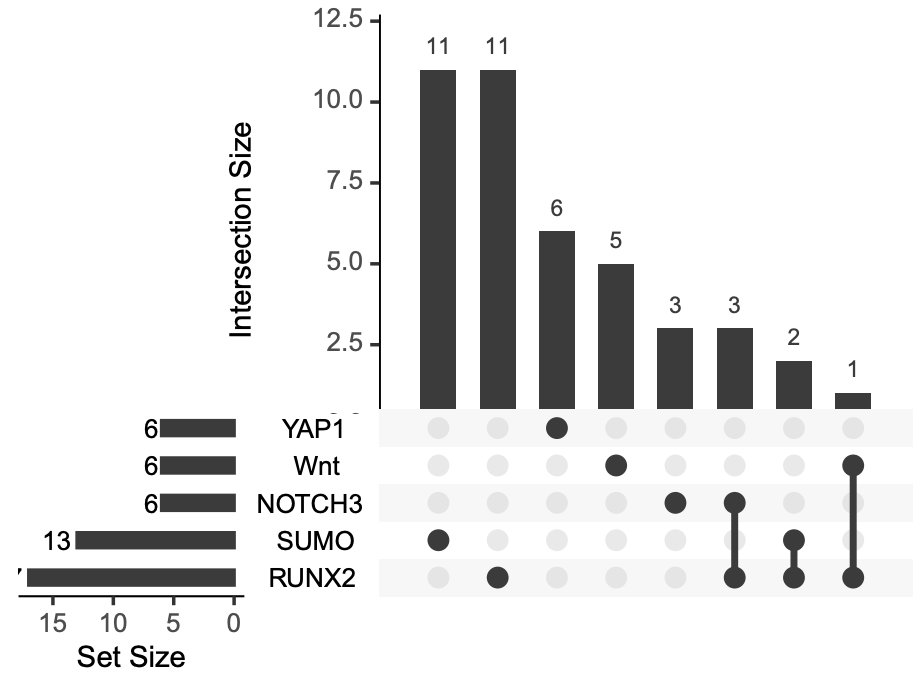 12.5
11 11
10.0
7.5
6
5
5.0
3 3
2.5
2
1
Intersection Size
6 YAP1
6 Wnt
6 NOTCH3
13 SUMO
RUNX2
15 10 5 0
Set Size